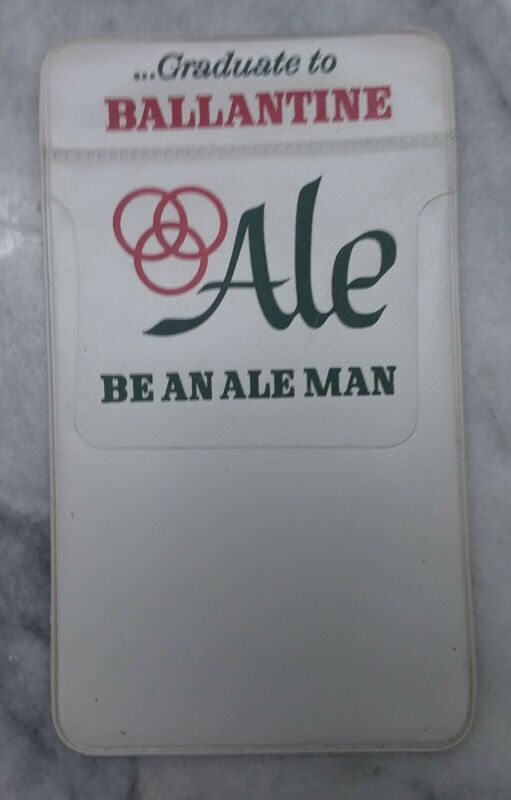 ...Graduate to
BALLANTINE
Ale
BE AN ALE MAN